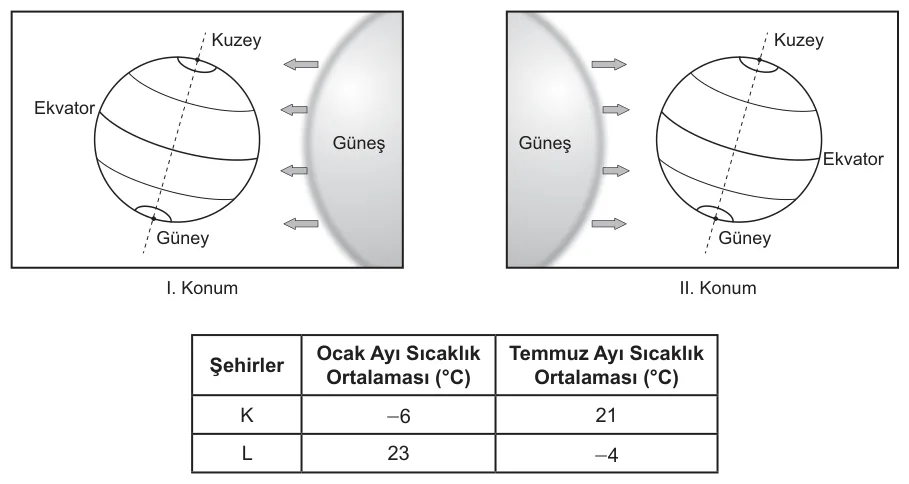 Kuzey
Ekvator
Güneş
Güney
I. Konum
Kuzey
Güneş
Ekvator
Güney
II. Konum
Şehirler
Ocak Ayı Sıcaklık
Ortalaması (°C)
Temmuz Ayı Sıcaklık
Ortalaması (°C)
K
–6
21
L
23
–4